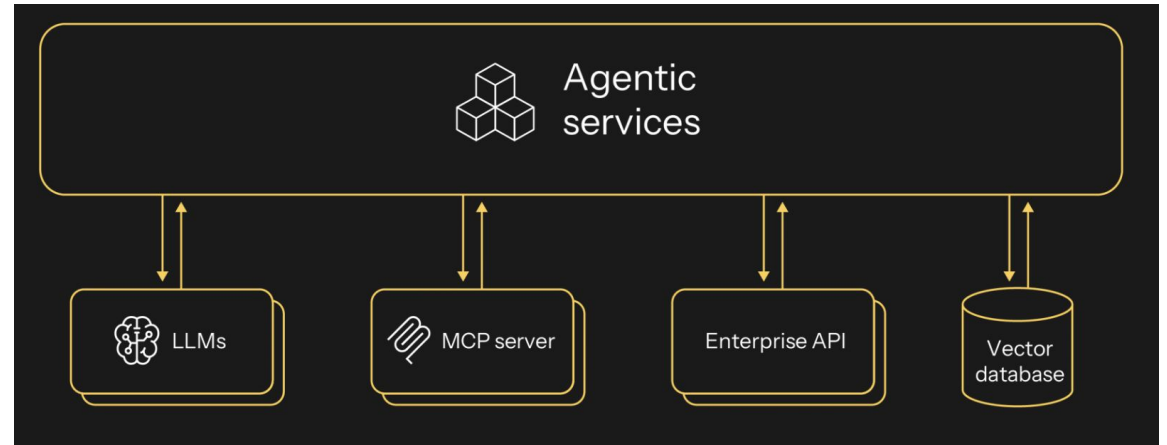 Agentic
services
LLMs
MCP server
Enterprise API
Vector
database